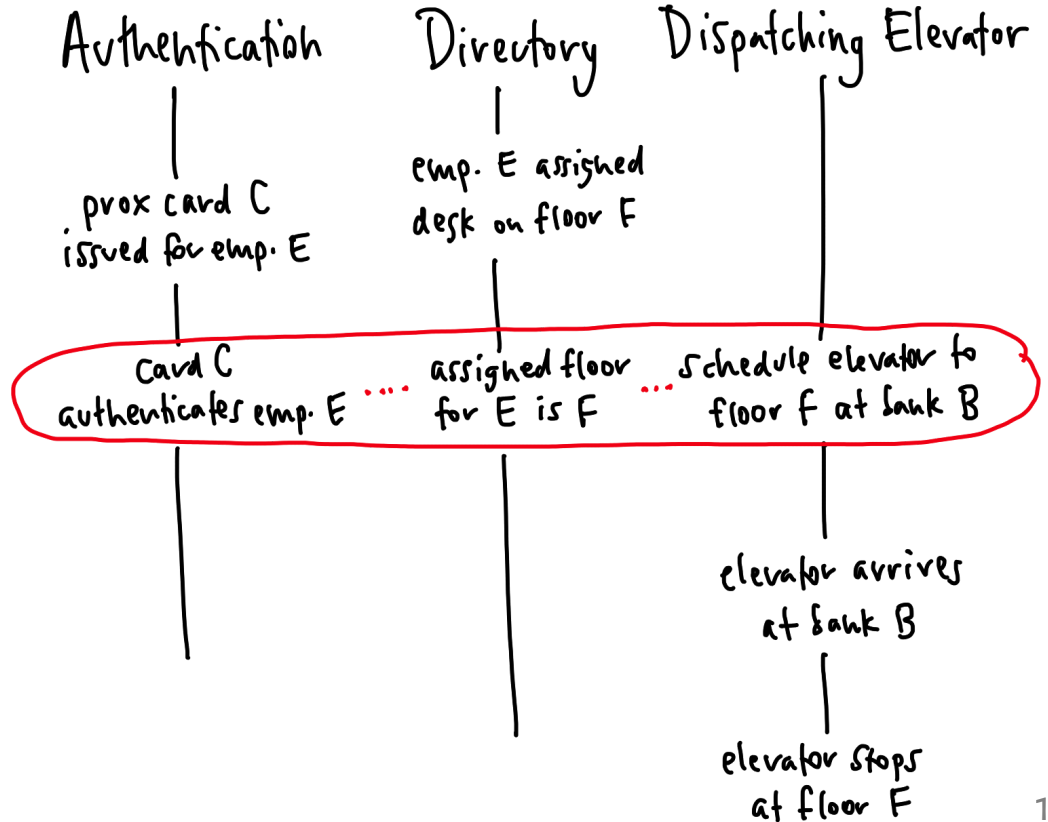 Authentication
Directory
Dispatching Elevator
prox card C
issued for emp. E
emp. E assigned
desk on floor F
card C
authenticates emp. E
....
assigned floor
for E is F
...
schedule elevator to
floor F at bank B
elevator arrives
at bank B
elevator stops
at floor F
1